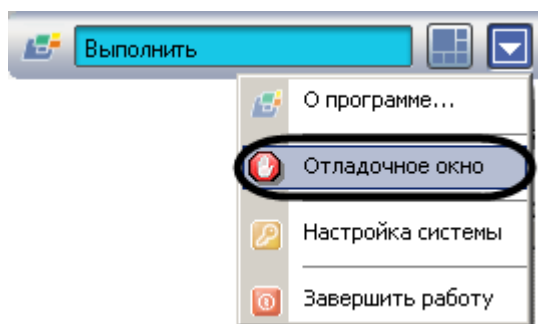 Выполнить
О программе...
Отладочное окно
Настройка системы
Завершить работу